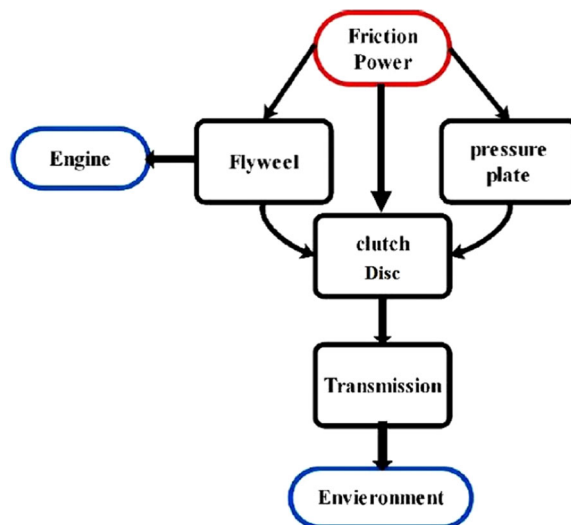 Friction
Power
Engine
Flyweel
pressure
plate
clutch
Disc
Transmission
Envieronment